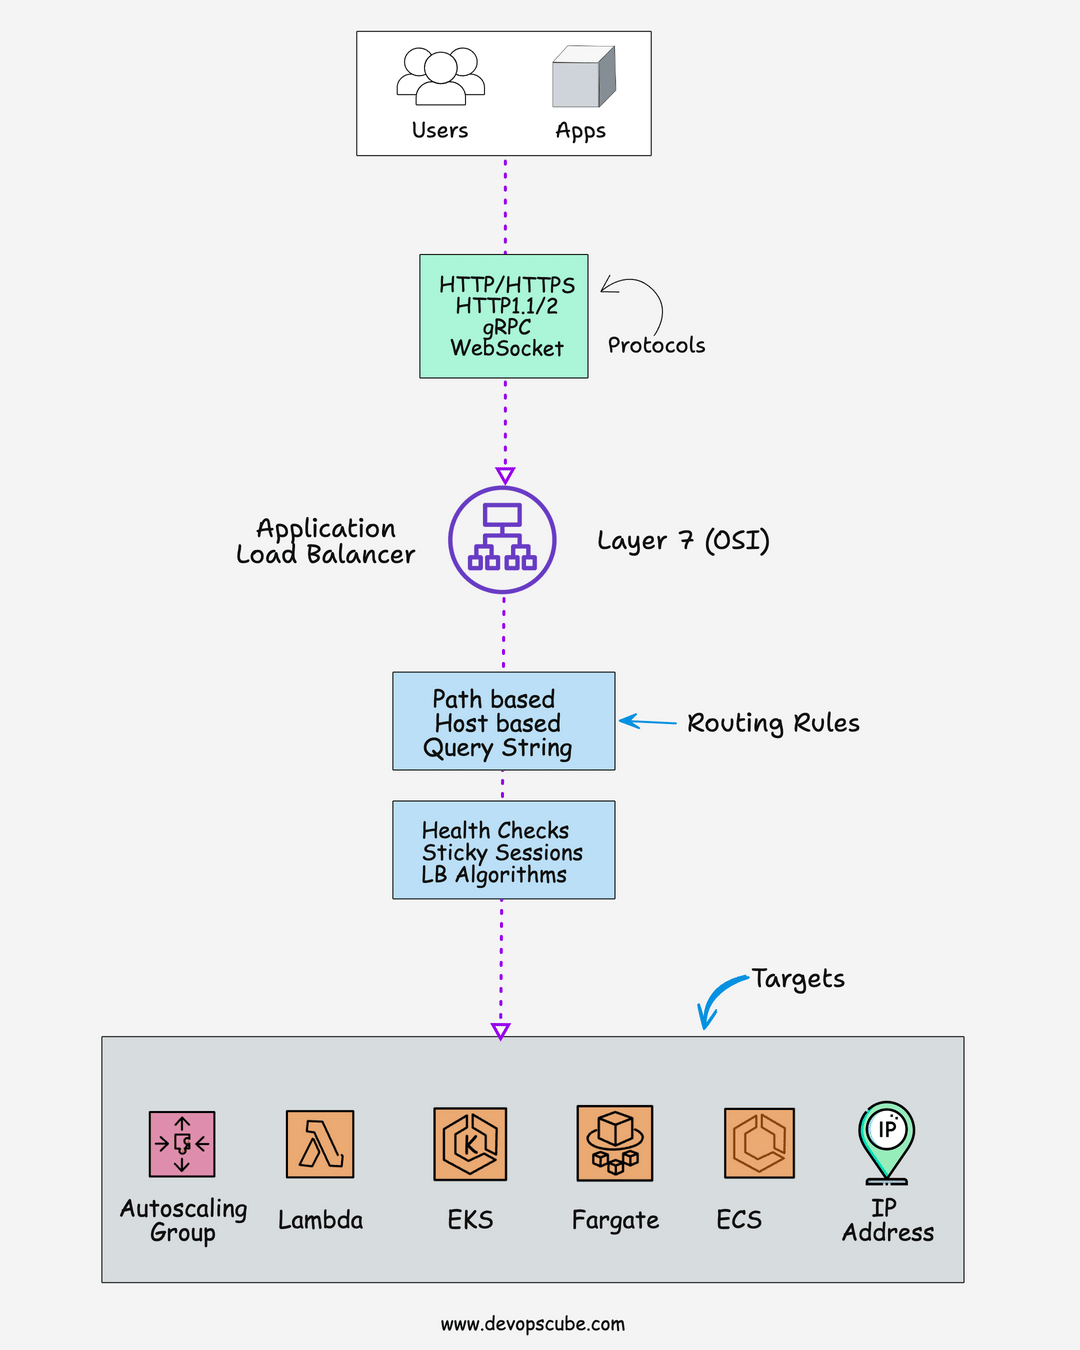 Users
Apps
HTTP/HTTPS
HTTP1.1/2
gRPC
WebSocket
Protocols
Application
Load Balancer
Layer 7 (OSI)
Path based
Host based
Query String
Routing Rules
Health Checks
Sticky Sessions
LB Algorithms
Targets
Autoscaling
Group
Lambda
K
EKS
Fargate
ECS
IP
IP
Address
www.devopscube.com